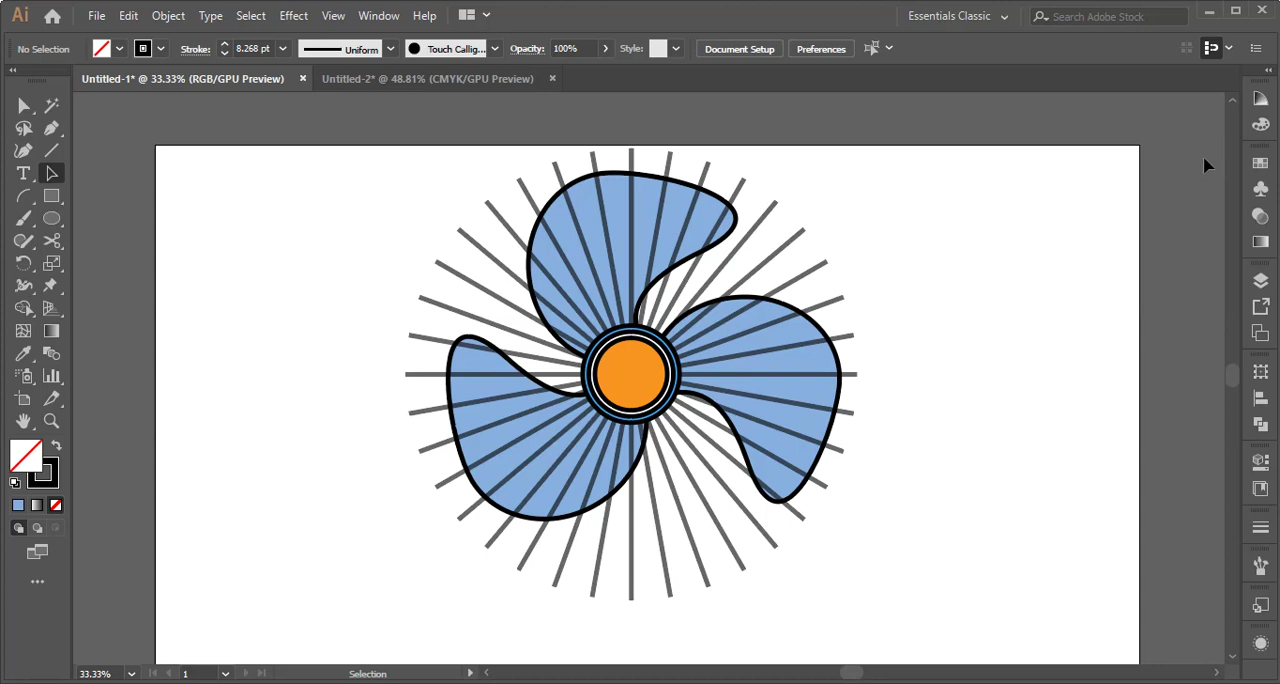 Ai File Edit Object Type Select Effect View Window Help Essentials Classic Search Adobe Stock
No Selection Stroke: 8.268 pt Uniform Touch Callig... Opacity: 100% Style: Document Setup Preferences
Untitled-1* @ 33.33% (RGB/GPU Preview) × Untitled-2* @ 48.81% (CMYK/GPU Preview) ×
33.33% 1 Selection